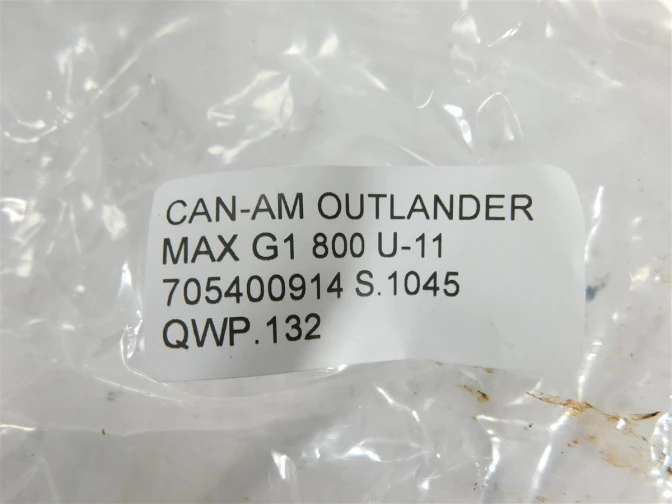 CAN-AM OUTLANDER
MAX G1 800 U-11
705400914 S.1045
QWP.132